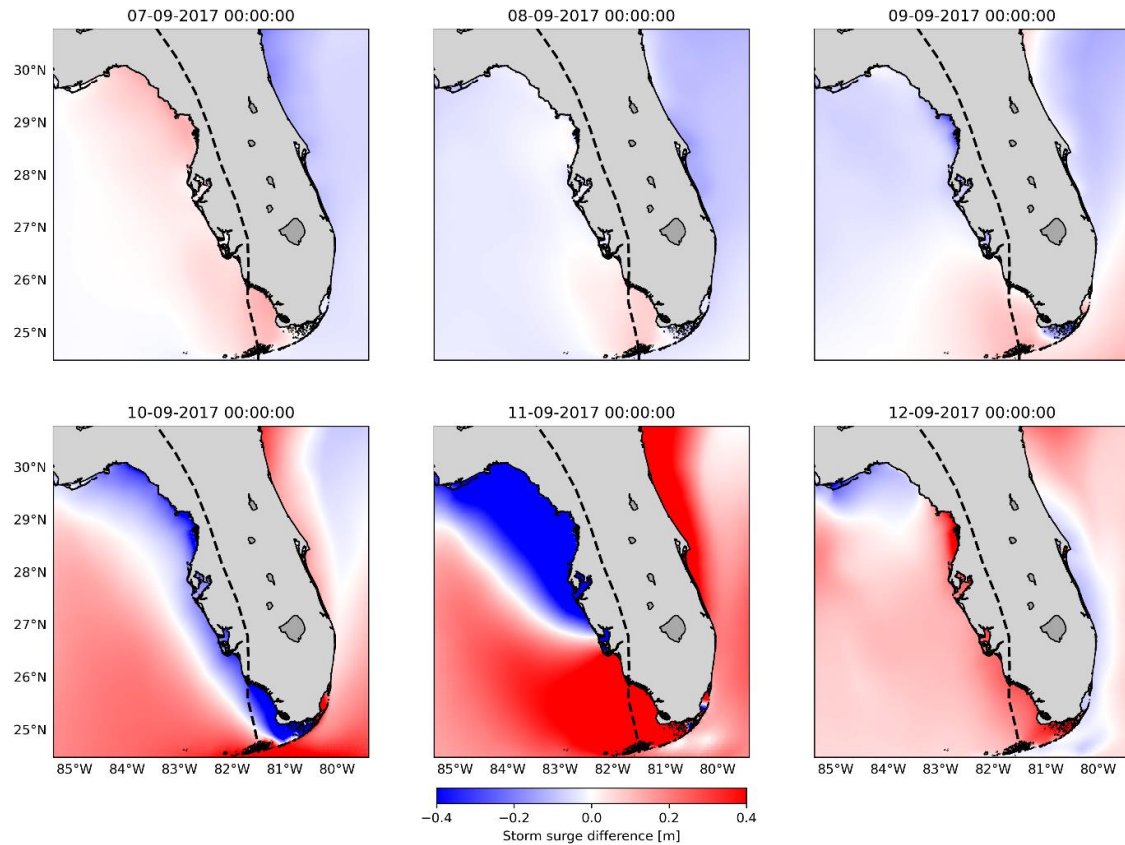 07-09-2017 00:00:00
08-09-2017 00:00:00
09-09-2017 00:00:00
30°N
29°N
28°N
27°N
26°N
25°N
10-09-2017 00:00:00
11-09-2017 00:00:00
12-09-2017 00:00:00
30°N
29°N
28°N
27°N
26°N
25°N
85°W 84°W 83°W 82°W 81°W 80°W
85°W 84°W 83°W 82°W 81°W 80°W
85°W 84°W 83°W 82°W 81°W 80°W
−0.4 −0.2 0.0 0.2 0.4
Storm surge difference [m]